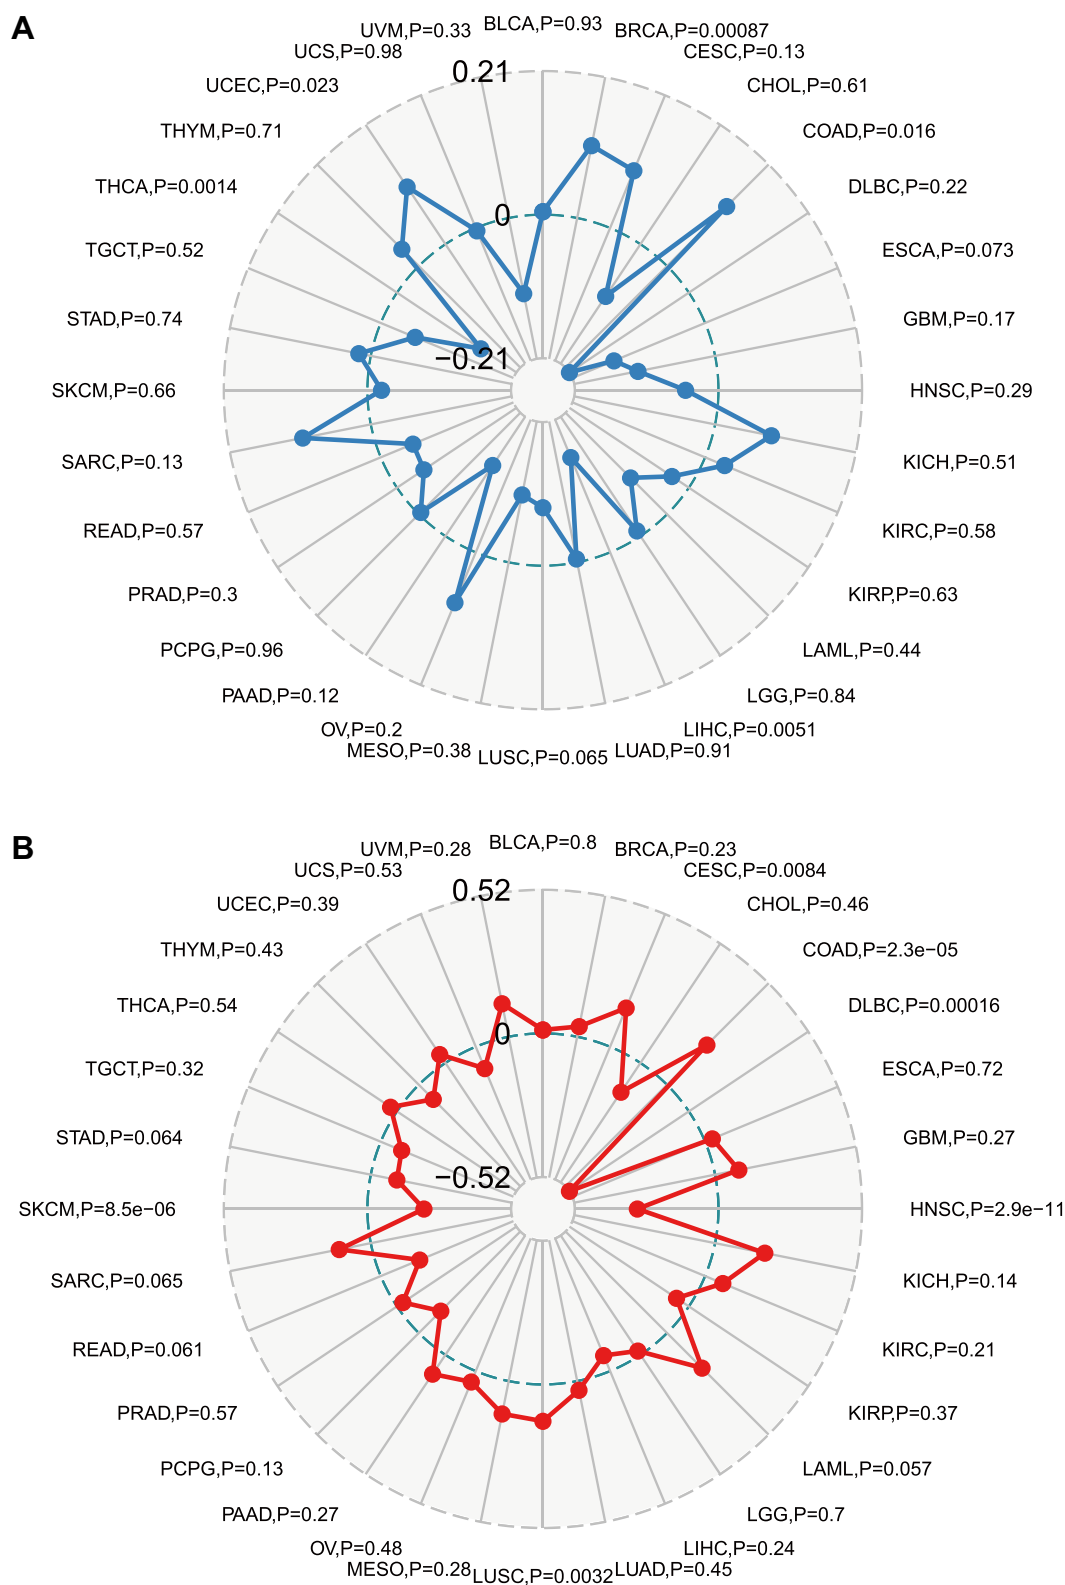 A
UVM,P=0.33
BLCA,P=0.93
BRCA,P=0.00087
UCS,P=0.98
CESC,P=0.13
0.21
UCEC,P=0.023
CHOL,P=0.61
THYM,P=0.71
COAD,P=0.016
THCA,P=0.0014
DLBC,P=0.22
0
TGCT,P=0.52
ESCA,P=0.073
STAD,P=0.74
GBM,P=0.17
−0.21
SKCM,P=0.66
HNSC,P=0.29
SARC,P=0.13
KICH,P=0.51
READ,P=0.57
KIRC,P=0.58
PRAD,P=0.3
KIRP,P=0.63
PCPG,P=0.96
LAML,P=0.44
PAAD,P=0.12
LGG,P=0.84
OV,P=0.2
LIHC,P=0.0051
MESO,P=0.38
LUSC,P=0.065
LUAD,P=0.91
B
UVM,P=0.28
BLCA,P=0.8
BRCA,P=0.23
UCS,P=0.53
CESC,P=0.0084
0.52
UCEC,P=0.39
CHOL,P=0.46
THYM,P=0.43
COAD,P=2.3e−05
THCA,P=0.54
DLBC,P=0.00016
0
TGCT,P=0.32
ESCA,P=0.72
STAD,P=0.064
GBM,P=0.27
−0.52
SKCM,P=8.5e−06
HNSC,P=2.9e−11
SARC,P=0.065
KICH,P=0.14
READ,P=0.061
KIRC,P=0.21
PRAD,P=0.57
KIRP,P=0.37
PCPG,P=0.13
LAML,P=0.057
PAAD,P=0.27
LGG,P=0.7
OV,P=0.48
LIHC,P=0.24
MESO,P=0.28
LUSC,P=0.0032
LUAD,P=0.45